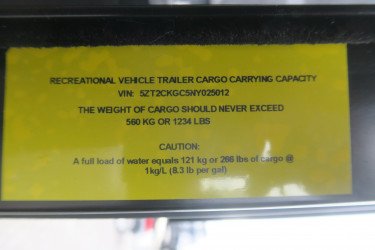 RECREATIONAL VEHICLE TRAILER CARGO CARRYING CAPACITY
VIN: 5ZT2CKGC5NY025012
THE WEIGHT OF CARGO SHOULD NEVER EXCEED
560 KG OR 1234 LBS
CAUTION:
A full load of water equals 121 kg or 266 lbs of cargo @
1kg/L (8.3 lb per gal)